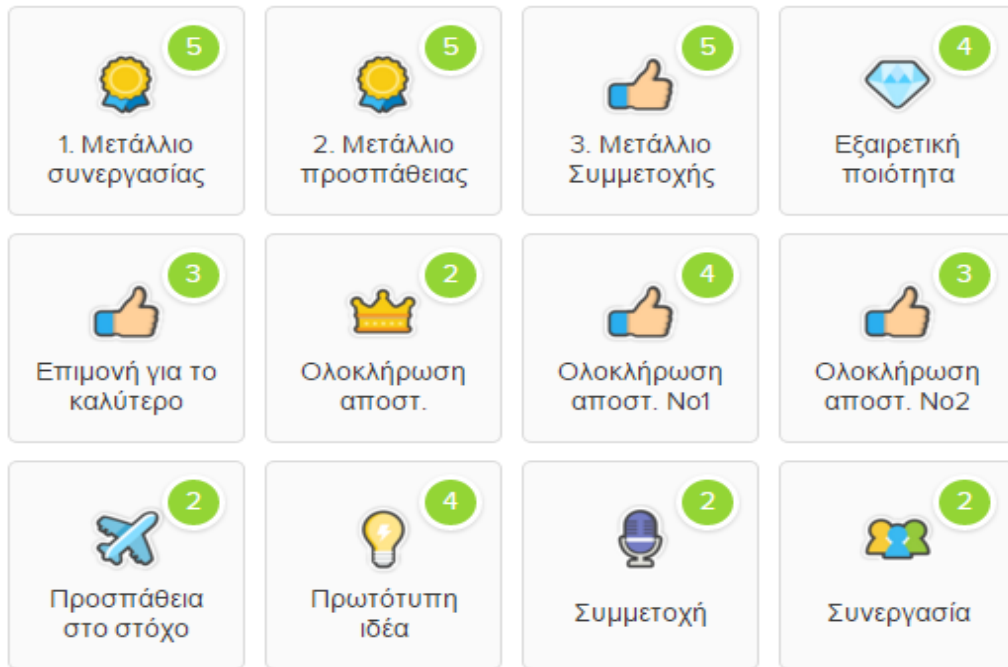 5
1. Μετάλλιο
συνεργασίας
5
2. Μετάλλιο
προσπάθειας
5
3. Μετάλλιο
Συμμετοχής
4
Εξαιρετική
ποιότητα
3
Επιμονή για το
καλύτερο
2
Ολοκλήρωση
αποστ.
4
Ολοκλήρωση
αποστ. Νο1
3
Ολοκλήρωση
αποστ. Νο2
2
Προσπάθεια
στο στόχο
4
Πρωτότυπη
ιδέα
2
Συμμετοχή
2
Συνεργασία